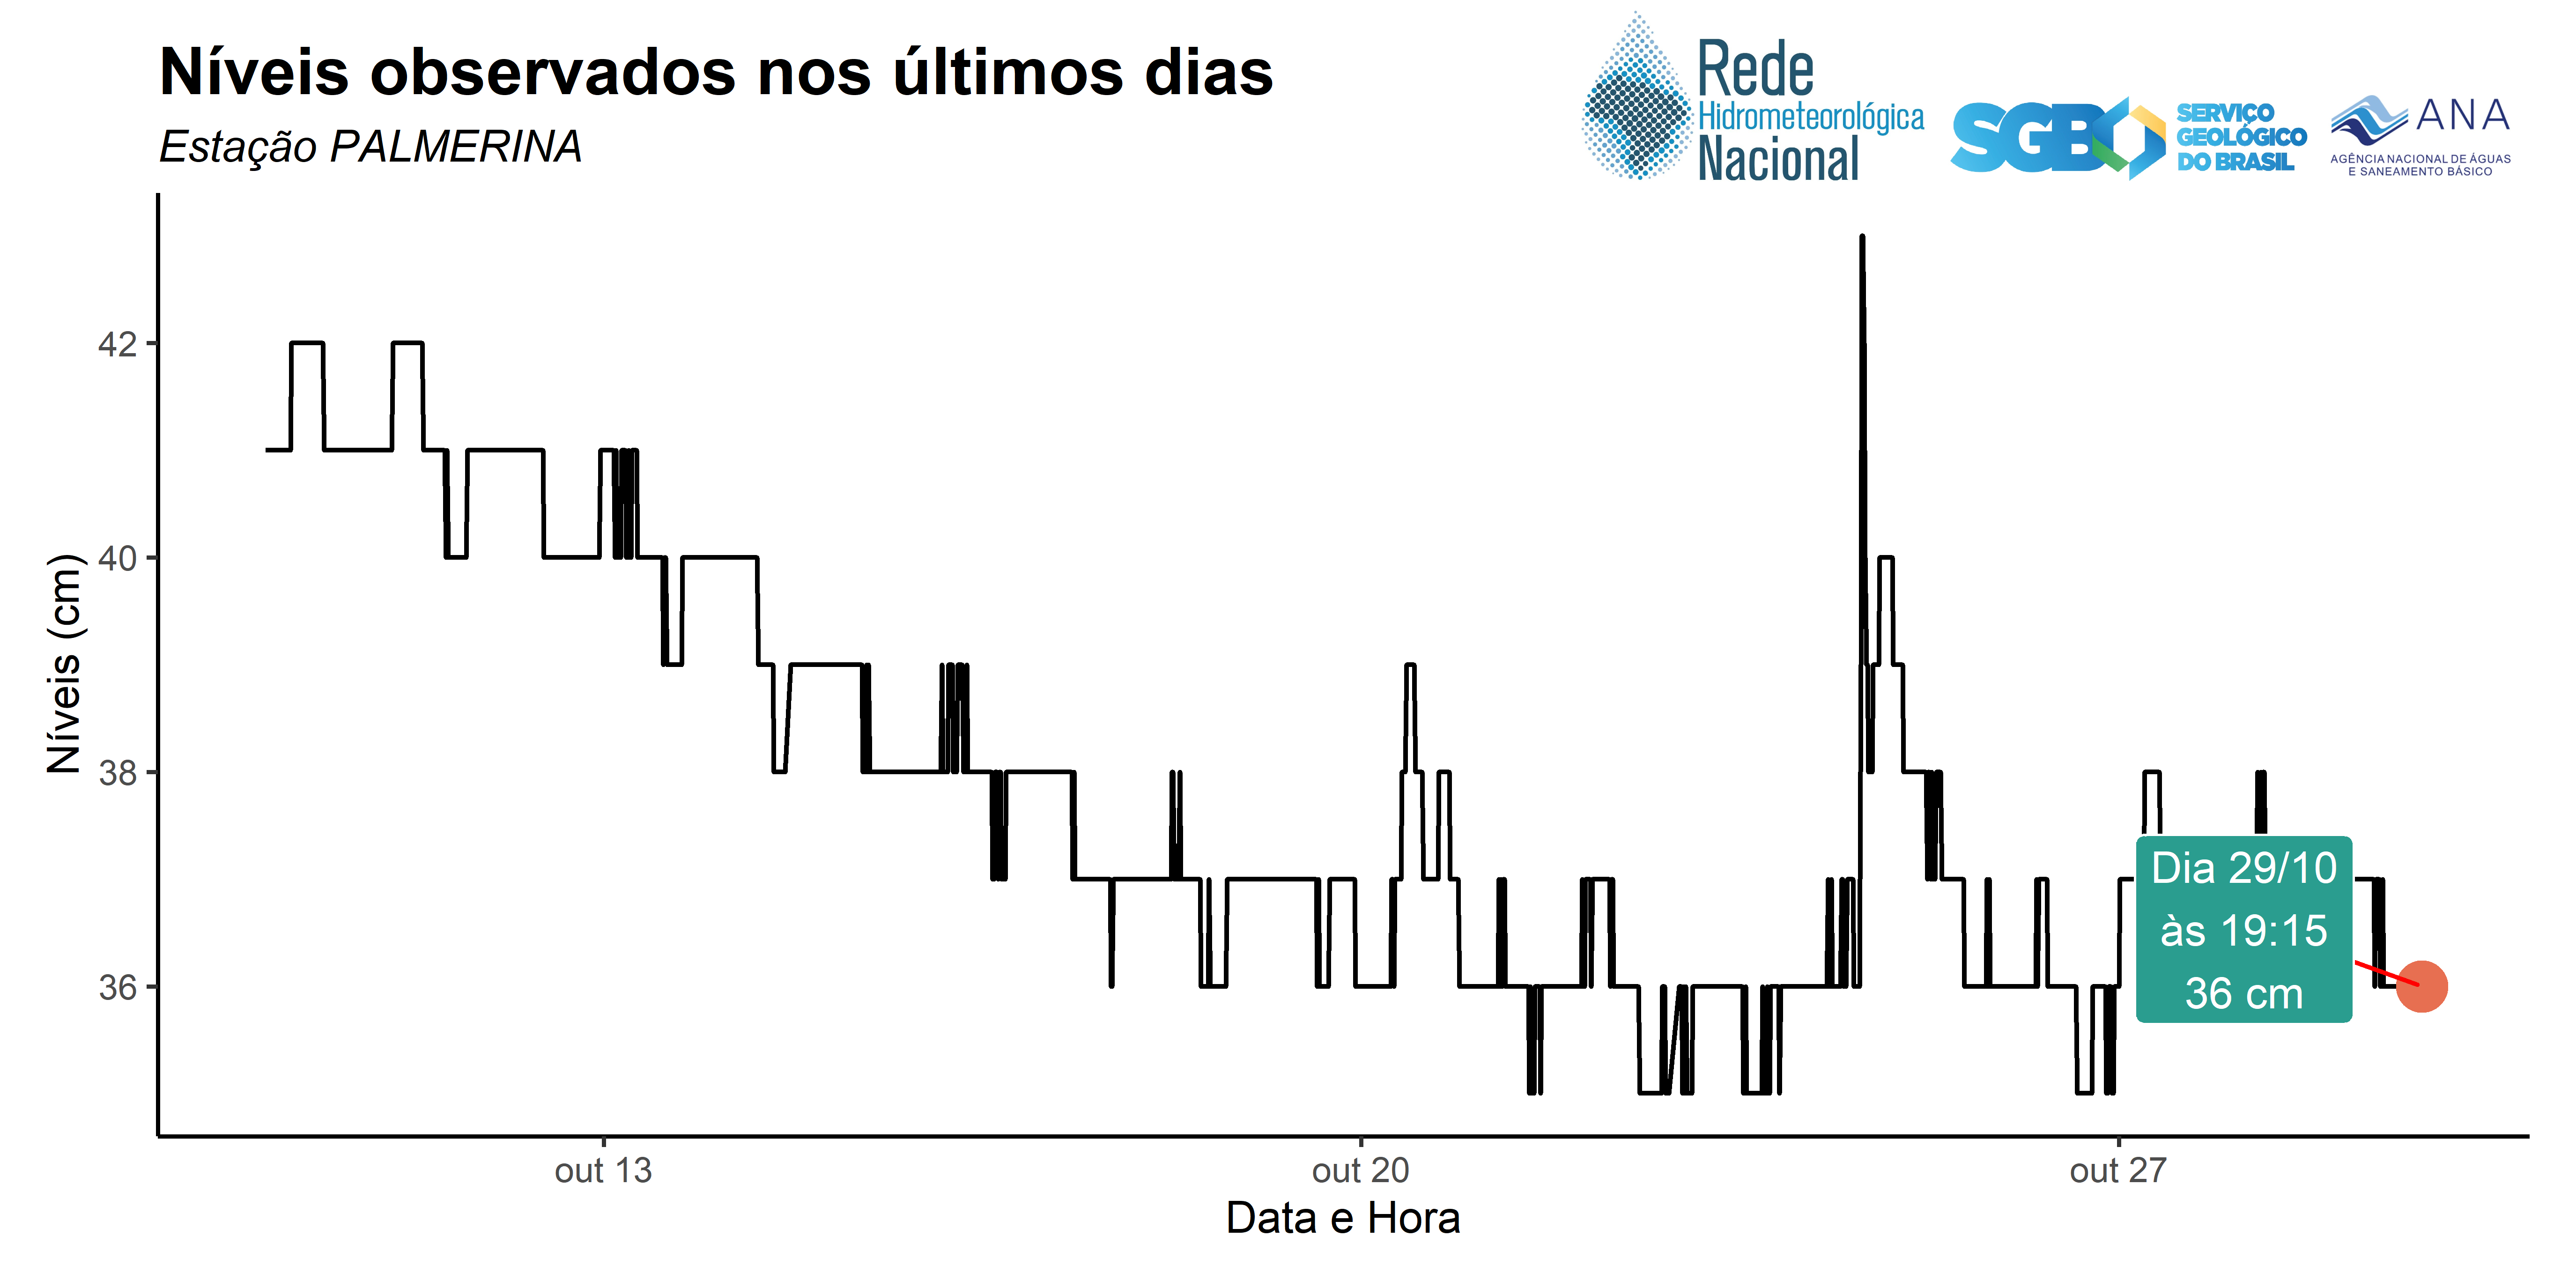 Níveis observados nos últimos dias
Estação PALMERINA
Rede
Hidrometeorológica
Nacional
SGB
SERVIÇO
GEOLÓGICO
DO BRASIL
ANA
AGÊNCIA NACIONAL DE ÁGUAS
E SANEAMENTO BÁSICO
Níveis (cm)
42
40
38
36
Dia 29/10
às 19:15
36 cm
out 13
out 20
out 27
Data e Hora